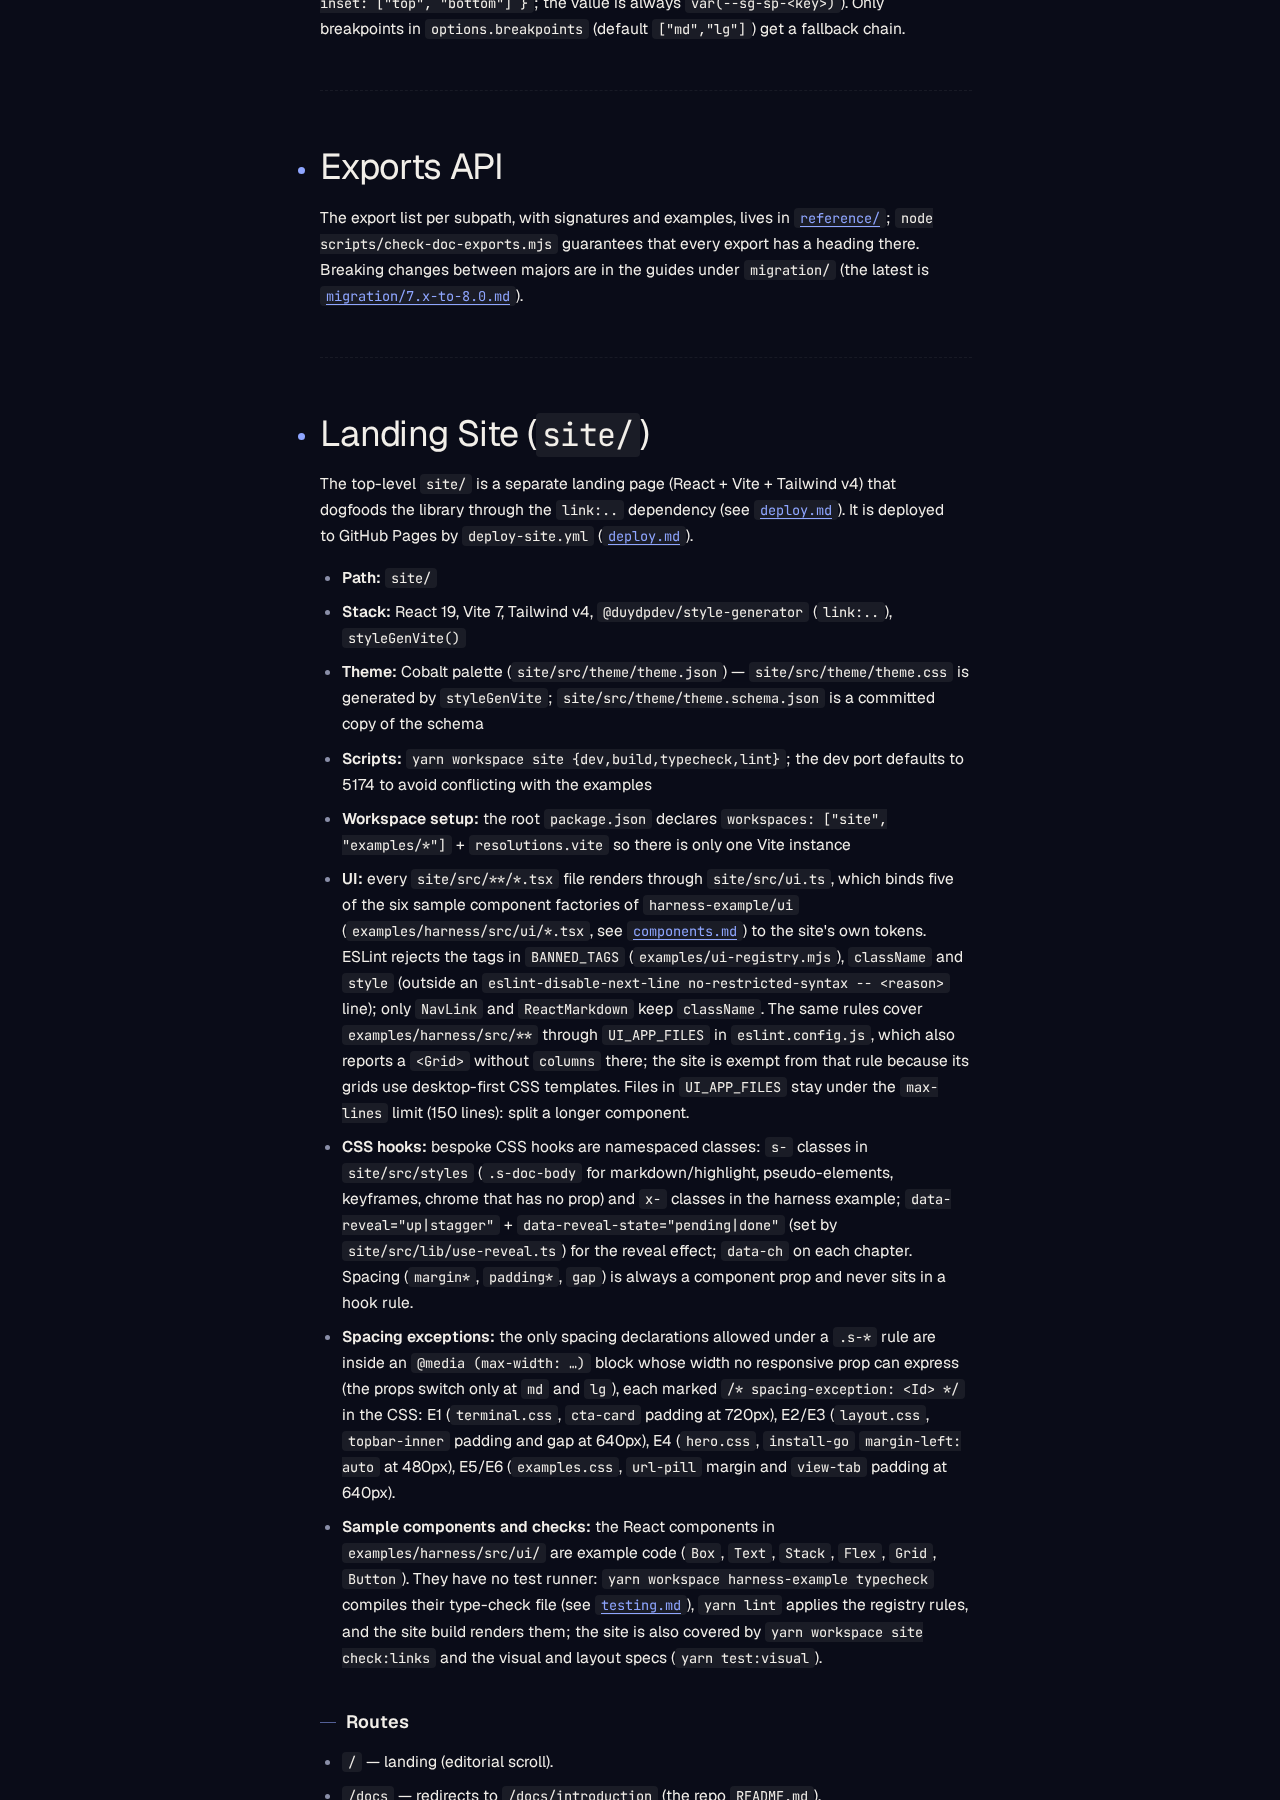 inset: ["top", "bottom"] } ; the value is always var(--sg-sp-<key>) ). Only
breakpoints in options.breakpoints (default ["md","lg"] ) get a fallback chain.
Exports API
The export list per subpath, with signatures and examples, lives in reference/ ; node
scripts/check-doc-exports.mjs guarantees that every export has a heading there.
Breaking changes between majors are in the guides under migration/ (the latest is
migration/7.x-to-8.0.md ).
Landing Site ( site/ )
The top-level site/ is a separate landing page (React + Vite + Tailwind v4) that
dogfoods the library through the link:.. dependency (see deploy.md ). It is deployed
to GitHub Pages by deploy-site.yml ( deploy.md ).
Path: site/
Stack: React 19, Vite 7, Tailwind v4, @duydpdev/style-generator ( link:.. ),
styleGenVite()
Theme: Cobalt palette ( site/src/theme/theme.json ) — site/src/theme/theme.css is
generated by styleGenVite ; site/src/theme/theme.schema.json is a committed
copy of the schema
Scripts: yarn workspace site {dev,build,typecheck,lint} ; the dev port defaults to
5174 to avoid conflicting with the examples
Workspace setup: the root package.json declares workspaces: ["site",
"examples/*"] + resolutions.vite so there is only one Vite instance
UI: every site/src/**/*.tsx file renders through site/src/ui.ts , which binds five
of the six sample component factories of harness-example/ui
( examples/harness/src/ui/*.tsx , see components.md ) to the site's own tokens.
ESLint rejects the tags in BANNED_TAGS ( examples/ui-registry.mjs ), className and
style (outside an eslint-disable-next-line no-restricted-syntax -- <reason>
line); only NavLink and ReactMarkdown keep className . The same rules cover
examples/harness/src/** through UI_APP_FILES in eslint.config.js , which also
reports a <Grid> without columns there; the site is exempt from that rule because its
grids use desktop-first CSS templates. Files in UI_APP_FILES stay under the max-
lines limit (150 lines): split a longer component.
CSS hooks: bespoke CSS hooks are namespaced classes: s- classes in
site/src/styles ( .s-doc-body for markdown/highlight, pseudo-elements,
keyframes, chrome that has no prop) and x- classes in the harness example; data-
reveal="up|stagger" + data-reveal-state="pending|done" (set by
site/src/lib/use-reveal.ts ) for the reveal effect; data-ch on each chapter.
Spacing ( margin* , padding* , gap ) is always a component prop and never sits in a
hook rule.
Spacing exceptions: the only spacing declarations allowed under a .s-* rule are
inside an @media (max-width: …) block whose width no responsive prop can express
(the props switch only at md and lg ), each marked /* spacing-exception: <Id> */
in the CSS: E1 ( terminal.css , cta-card padding at 720px), E2/E3 ( layout.css ,
topbar-inner padding and gap at 640px), E4 ( hero.css , install-go margin-left:
auto at 480px), E5/E6 ( examples.css , url-pill margin and view-tab padding at
640px).
Sample components and checks: the React components in
examples/harness/src/ui/ are example code ( Box , Text , Stack , Flex , Grid ,
Button ). They have no test runner: yarn workspace harness-example typecheck
compiles their type-check file (see testing.md ), yarn lint applies the registry rules,
and the site build renders them; the site is also covered by yarn workspace site
check:links and the visual and layout specs ( yarn test:visual ).
Routes
/ — landing (editorial scroll).
/docs — redirects to /docs/introduction (the repo README.md ).